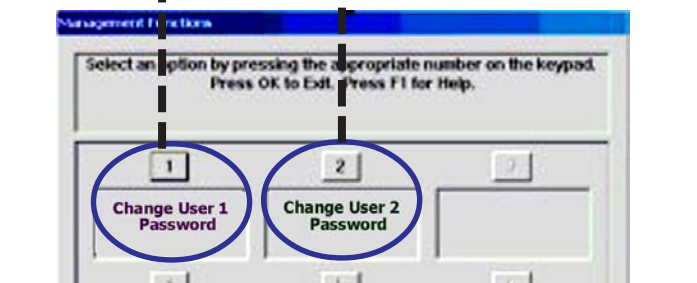 Management Functions
Select an option by pressing the appropriate number on the keypad.
Press OK to Exit. Press F1 for Help.
1 2
Change User 1 Password
Change User 2 Password